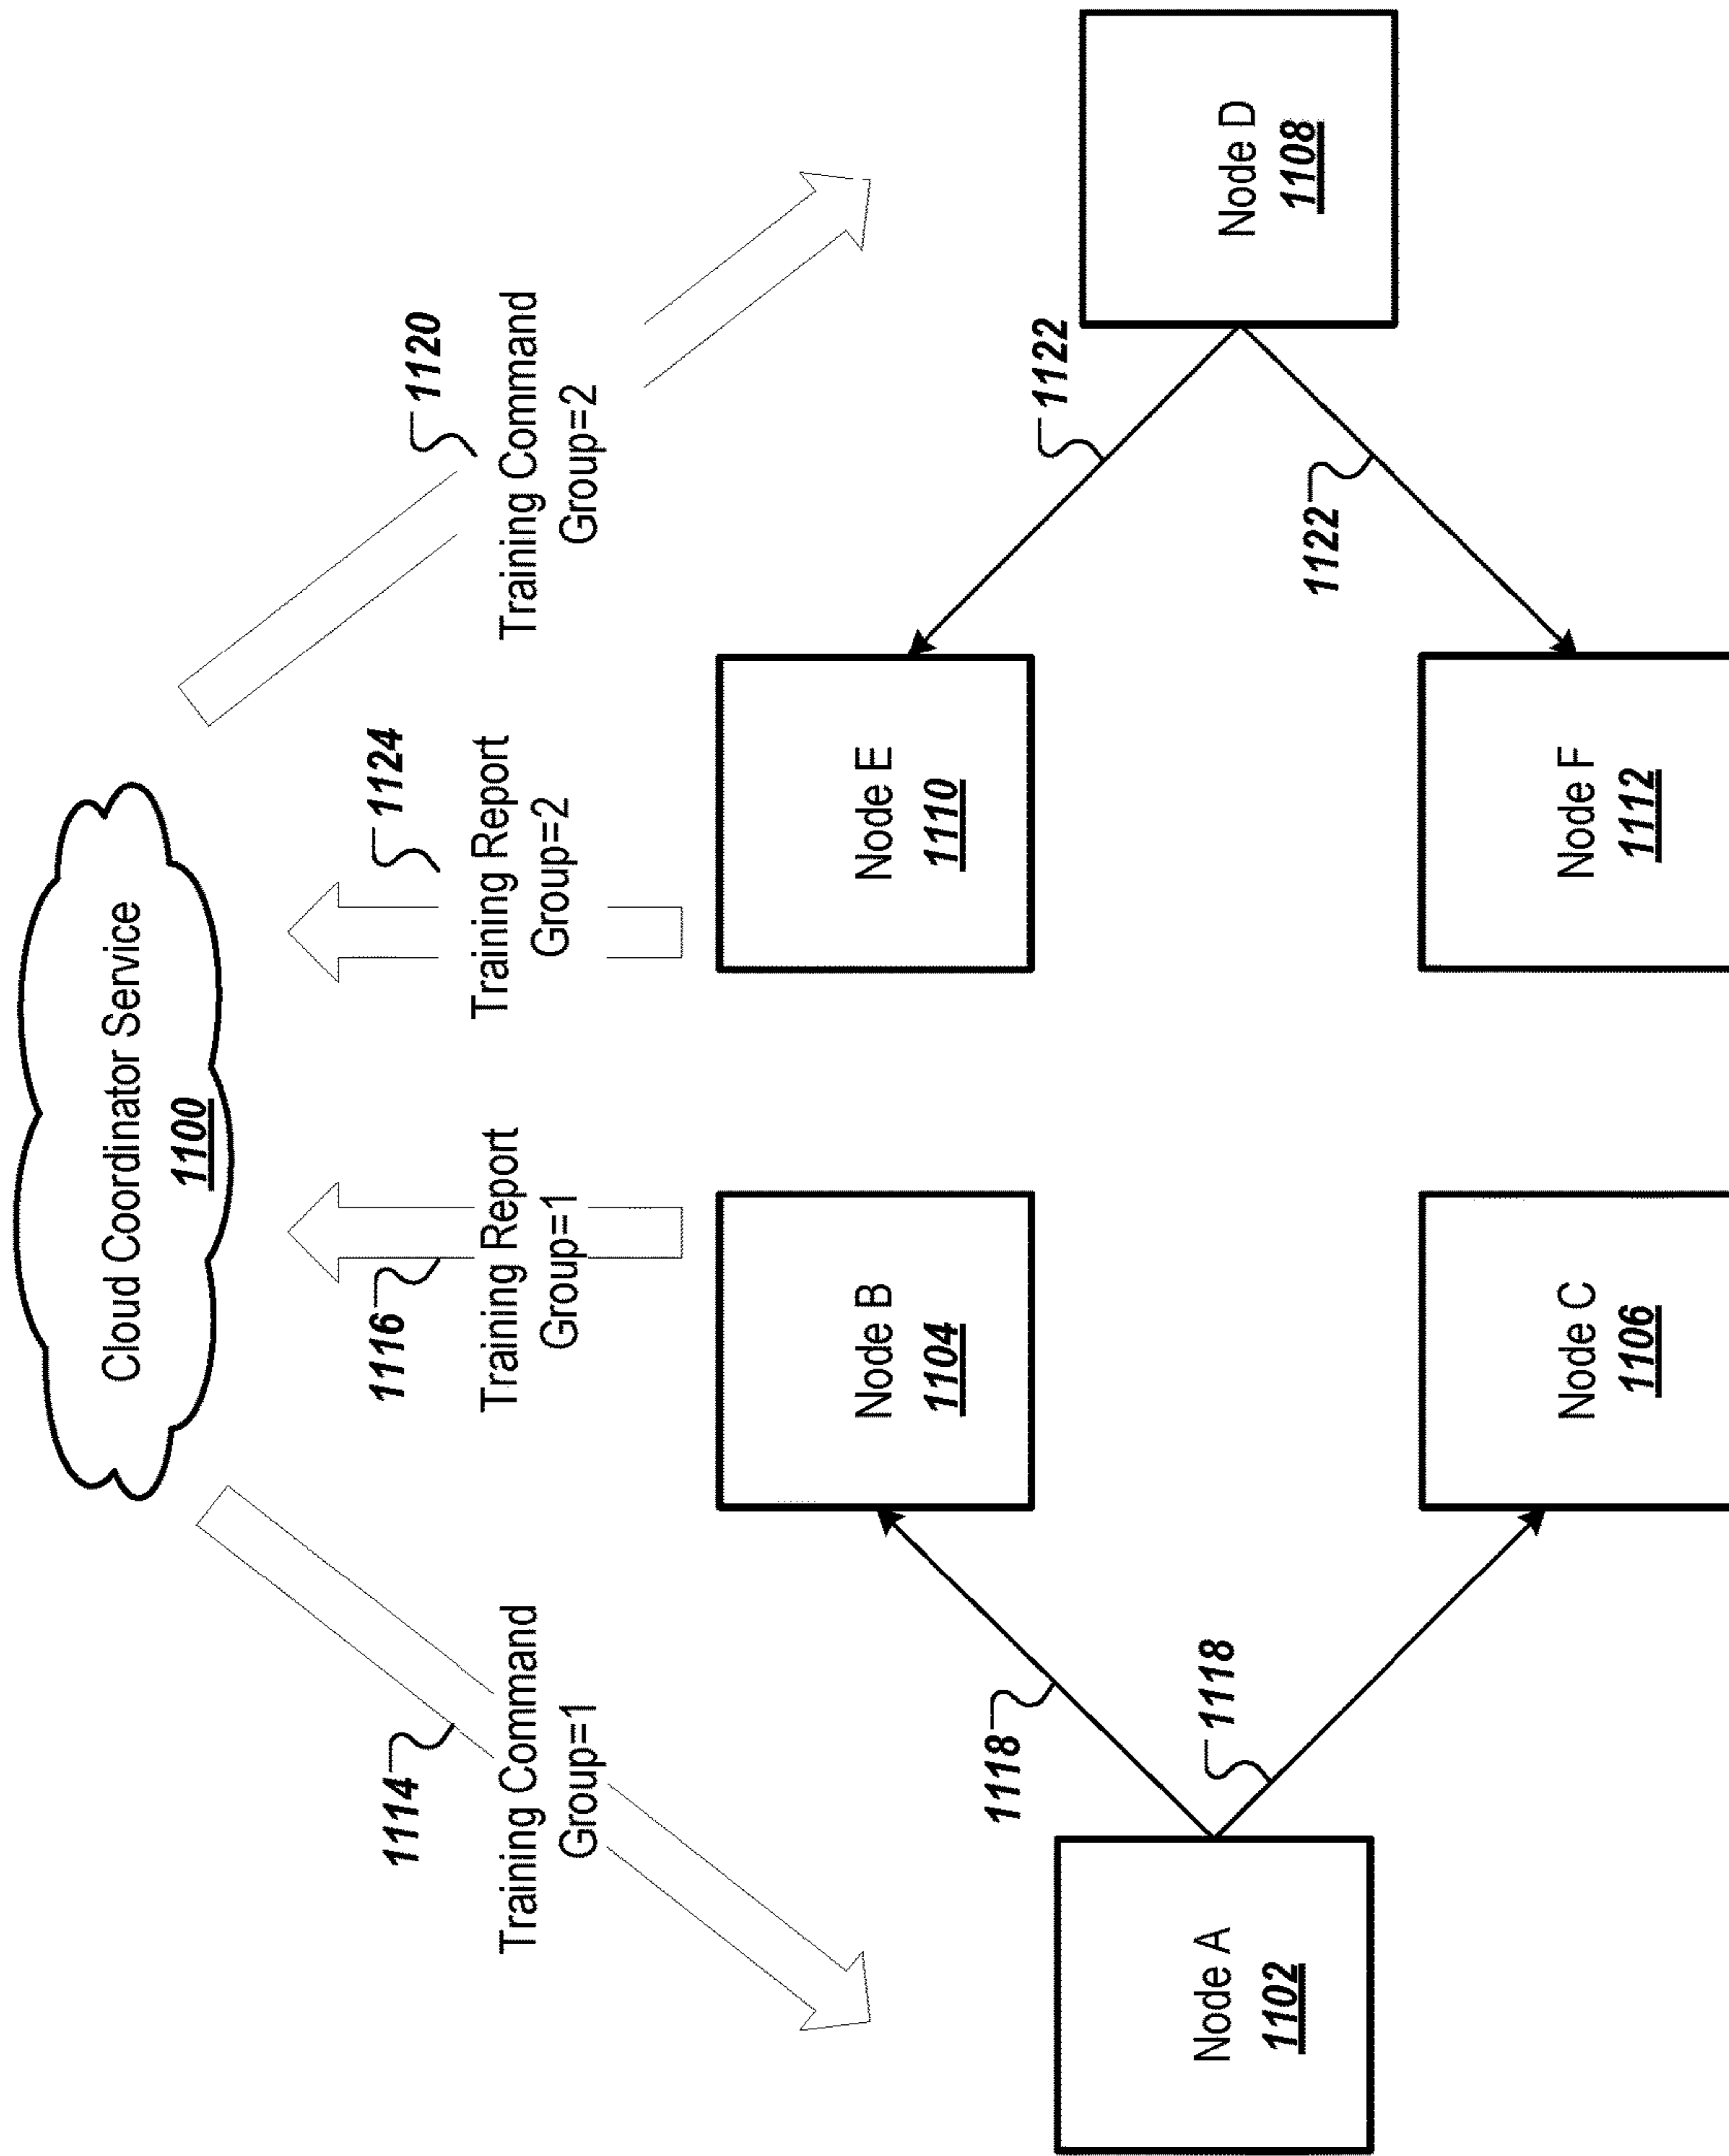 Cloud Coordinator Service
1100
1114
Training Command
Group=1
1116
Training Report
Group=1
1124
Training Report
Group=2
1120
Training Command
Group=2
Node A
1102
1118
1118
Node B
1104
Node C
1106
Node E
1110
Node F
1112
1122
1122
Node D
1108